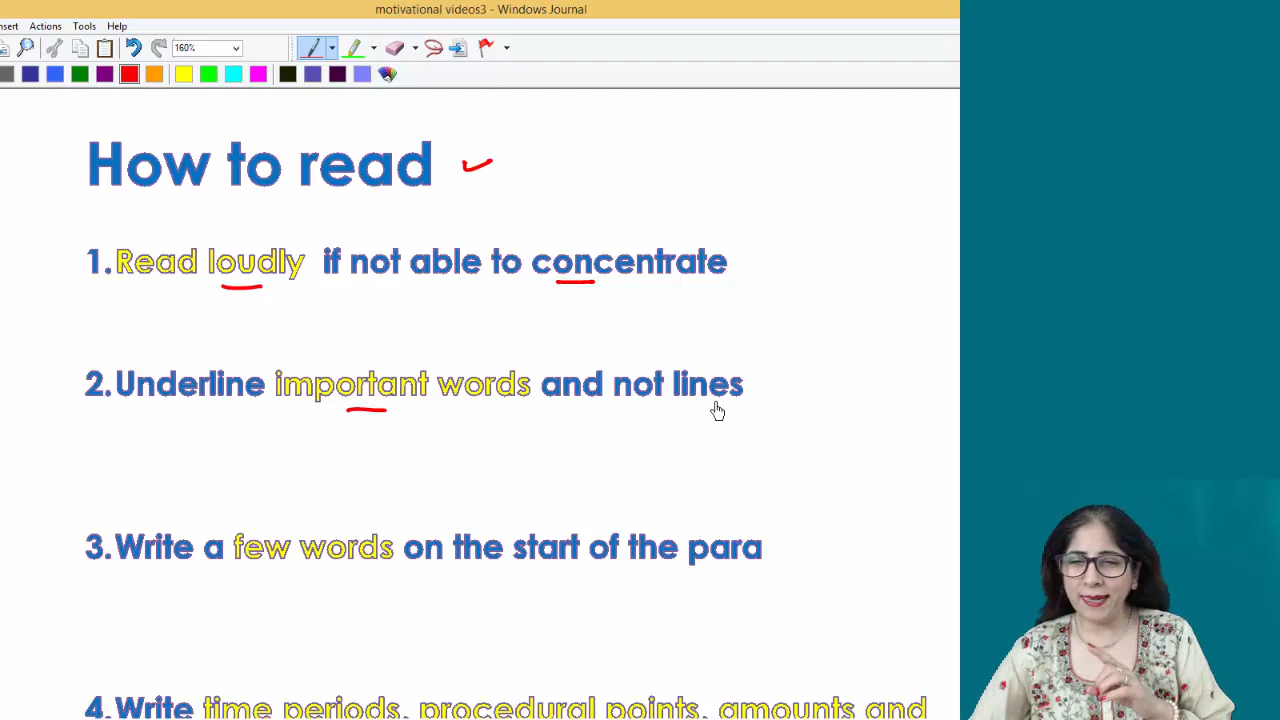 motivational videos3 - Windows Journal
nsert Actions Tools Help
160%
How to read
1. Read loudly if not able to concentrate
2. Underline important words and not lines
3. Write a few words on the start of the para
4. Write time periods, procedural points, amounts and